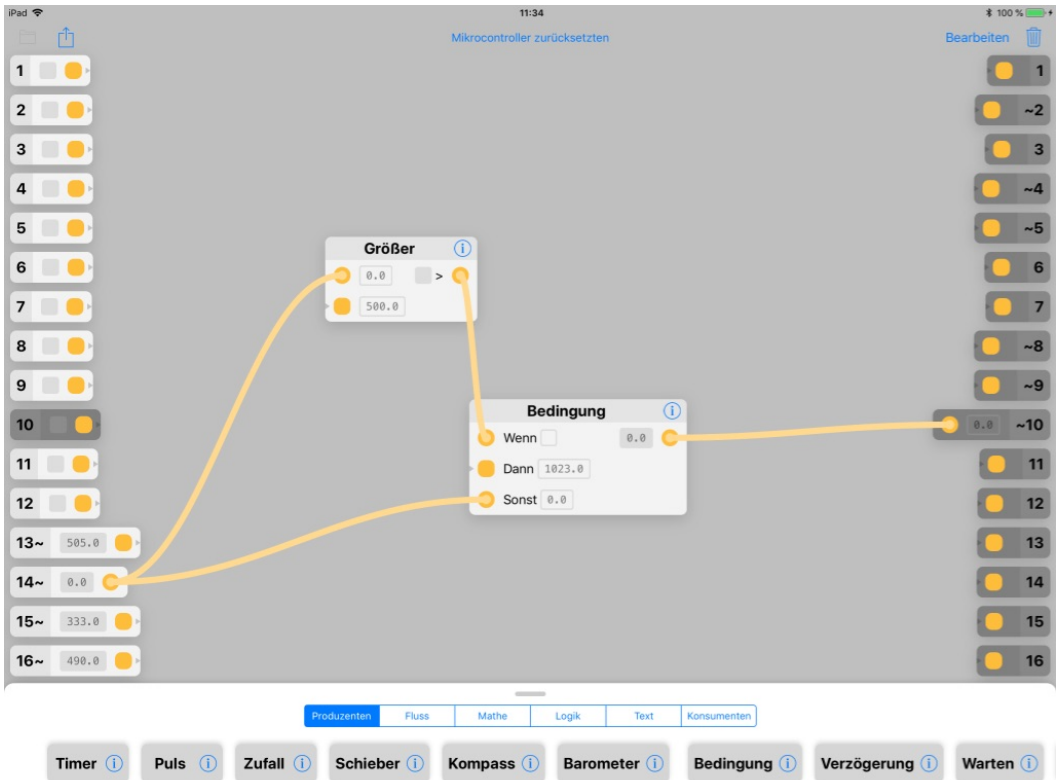 iPad 11:34 100 %
Mikrocontroller zurücksetzten Bearbeiten
1 1
2 ~2
3 3
4 ~4
5 ~5
Größer
6 0.0 > 6
7 500.0 7
8 ~8
9 ~9
Bedingung
10 Wenn 0.0 0.0 ~10
11 Dann 1023.0 11
12 Sonst 0.0 12
13~ 505.0 13
14~ 0.0 14
15~ 333.0 15
16~ 490.0 16
Produzenten Fluss Mathe Logik Text Konsumenten
Timer Puls Zufall Schieber Kompass Barometer Bedingung Verzögerung Warten